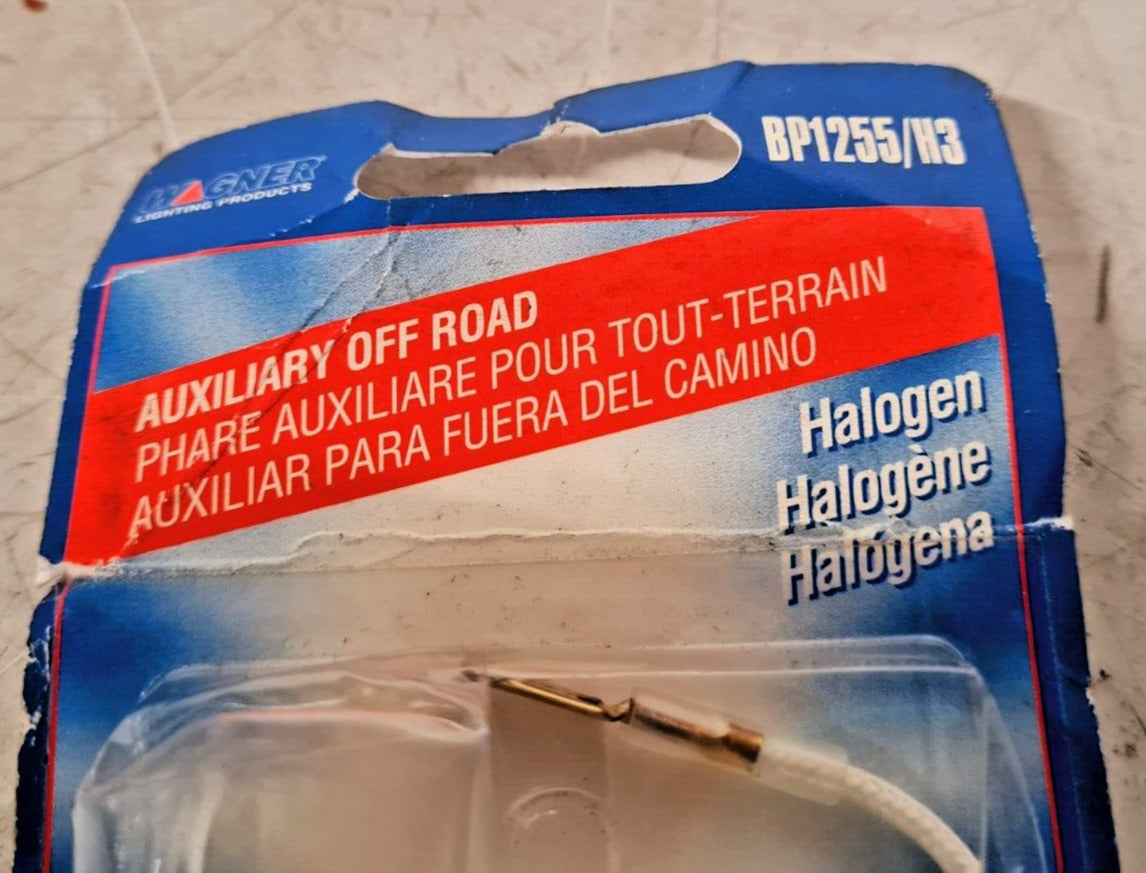 WAGNER
LIGHTING PRODUCTS
BP1255/H3
AUXILIARY OFF ROAD
PHARE AUXILIARE POUR TOUT-TERRAIN
AUXILIAR PARA FUERA DEL CAMINO
Halogen
Halogène
Halógena